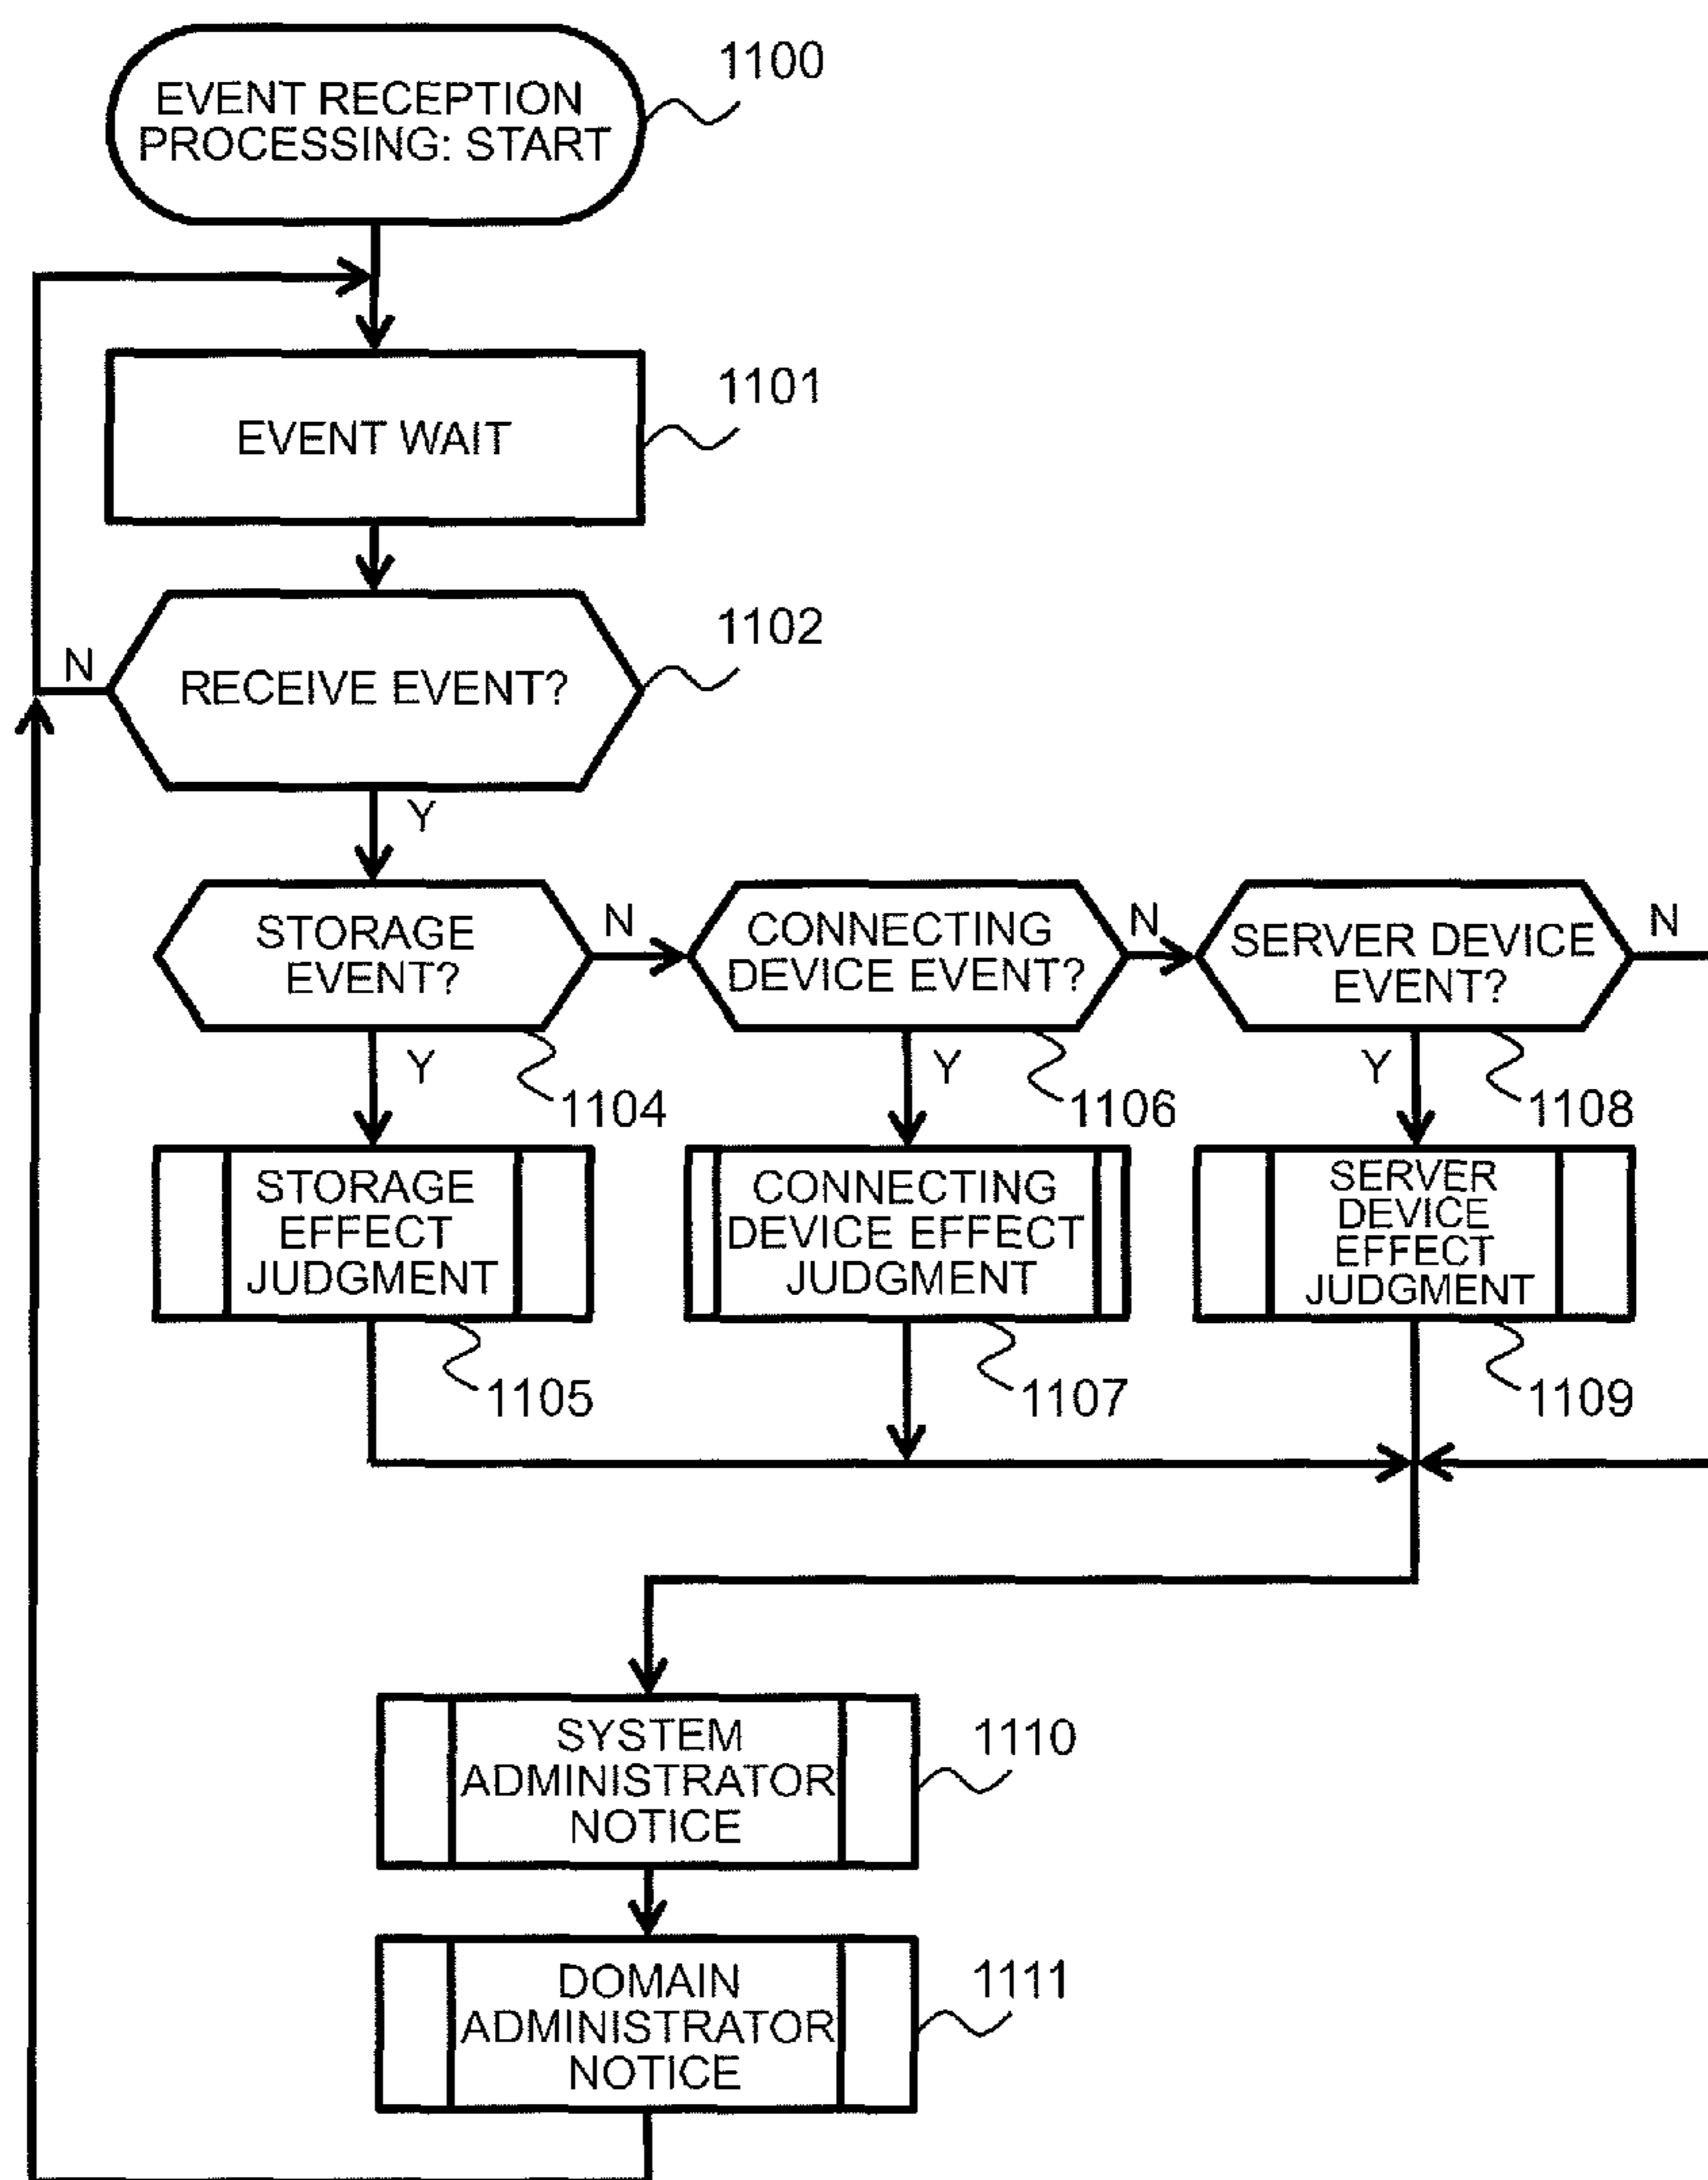 1100
EVENT RECEPTION
PROCESSING: START
1101
EVENT WAIT
1102
N
RECEIVE EVENT?
Y
STORAGE
EVENT?
N
CONNECTING
DEVICE EVENT?
N
SERVER DEVICE
EVENT?
N
Y
1104
Y
1106
Y
1108
STORAGE
EFFECT
JUDGMENT
CONNECTING
DEVICE EFFECT
JUDGMENT
SERVER
DEVICE
EFFECT
JUDGMENT
1105
1107
1109
SYSTEM
ADMINISTRATOR
NOTICE
1110
DOMAIN
ADMINISTRATOR
NOTICE
1111